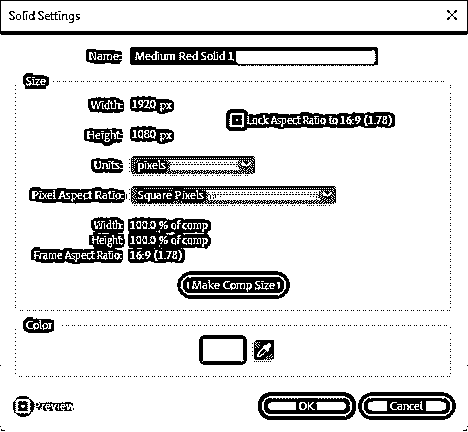 Solid Settings
Name: Medium Red Solid 1
Size
Width: 1920 px
Lock Aspect Ratio to 16:9 (1.78)
Height: 1080 px
Units: pixels
Pixel Aspect Ratio: Square Pixels
Width: 100.0 % of comp
Height: 100.0 % of comp
Frame Aspect Ratio: 16:9 (1.78)
Make Comp Size
Color
Preview
OK
Cancel